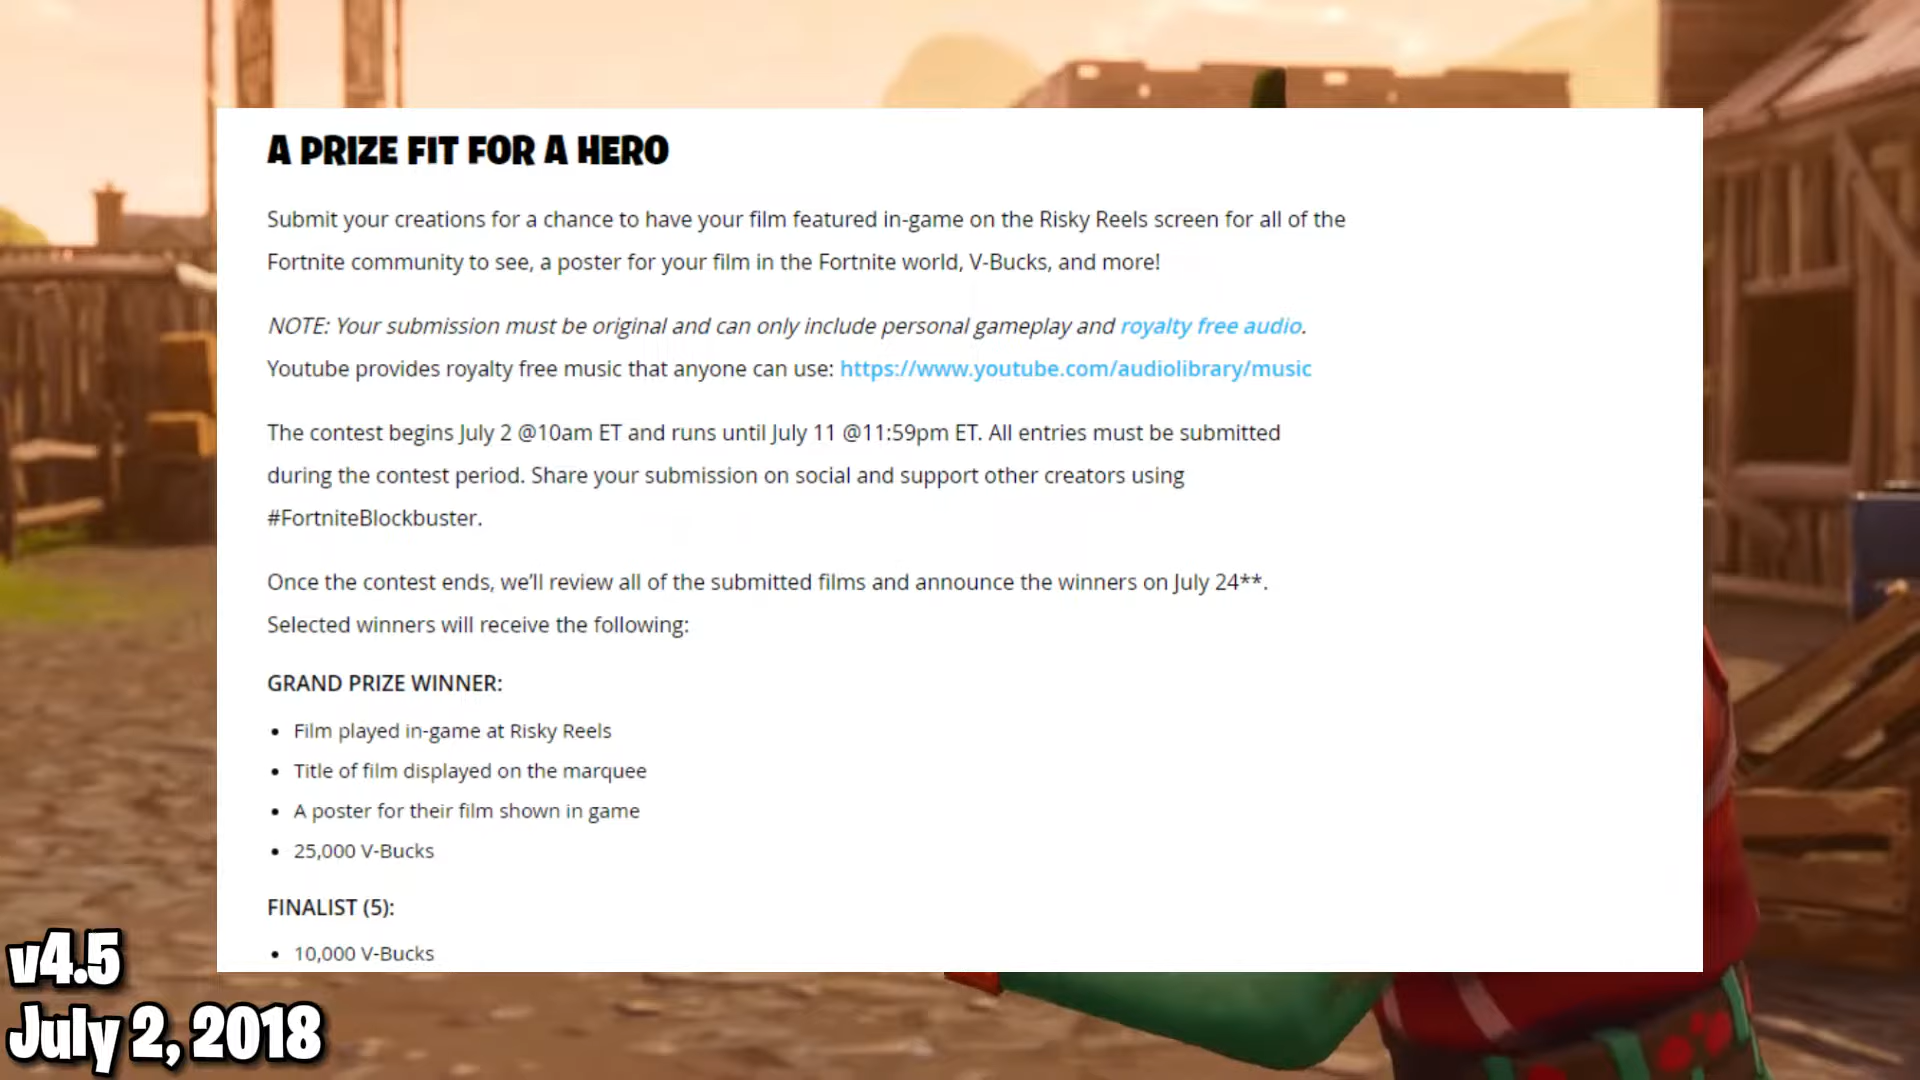 A PRIZE FIT FOR A HERO
Submit your creations for a chance to have your film featured in-game on the Risky Reels screen for all of the
Fortnite community to see, a poster for your film in the Fortnite world, V-Bucks, and more!
NOTE: Your submission must be original and can only include personal gameplay and royalty free audio.
Youtube provides royalty free music that anyone can use: https://www.youtube.com/audiolibrary/music
The contest begins July 2 @10am ET and runs until July 11 @11:59pm ET. All entries must be submitted
during the contest period. Share your submission on social and support other creators using
#FortniteBlockbuster.
Once the contest ends, we’ll review all of the submitted films and announce the winners on July 24**.
Selected winners will receive the following:
GRAND PRIZE WINNER:
• Film played in-game at Risky Reels
• Title of film displayed on the marquee
• A poster for their film shown in game
• 25,000 V-Bucks
FINALIST (5):
• 10,000 V-Bucks
v4.5
July 2, 2018